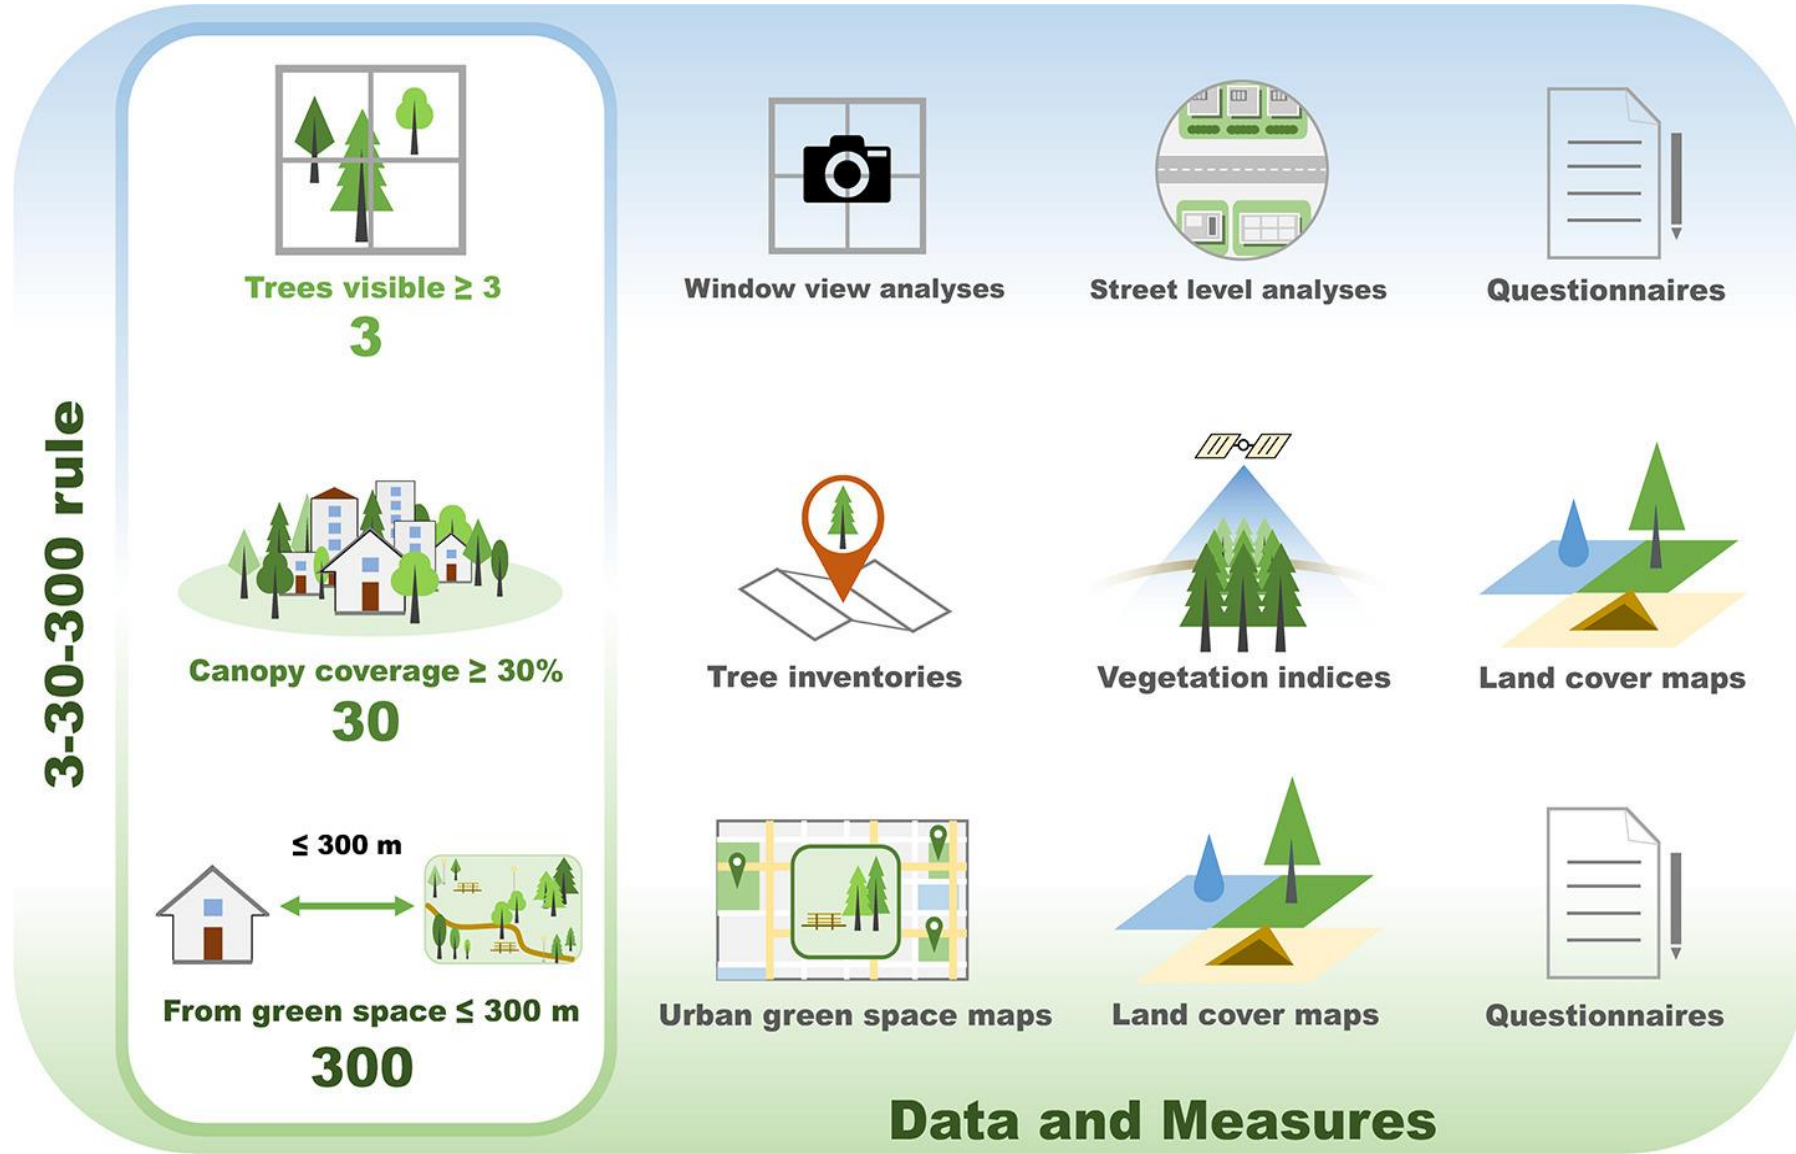 3-30-300 rule
Trees visible ≥ 3
3
Window view analyses
Street level analyses
Questionnaires
Canopy coverage ≥ 30%
30
Tree inventories
Vegetation indices
Land cover maps
≤ 300 m
From green space ≤ 300 m
300
Urban green space maps
Land cover maps
Questionnaires
Data and Measures